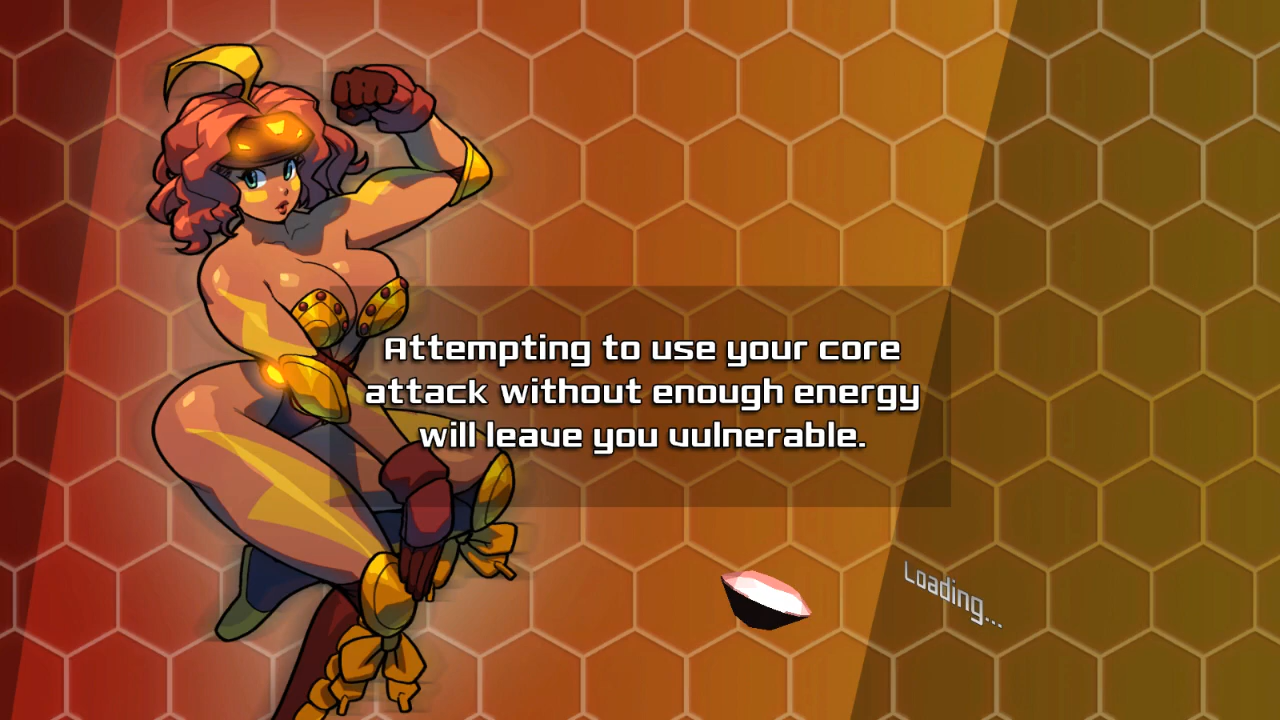 Attempting to use your core
attack without enough energy
will leave you vulnerable.
Loading...